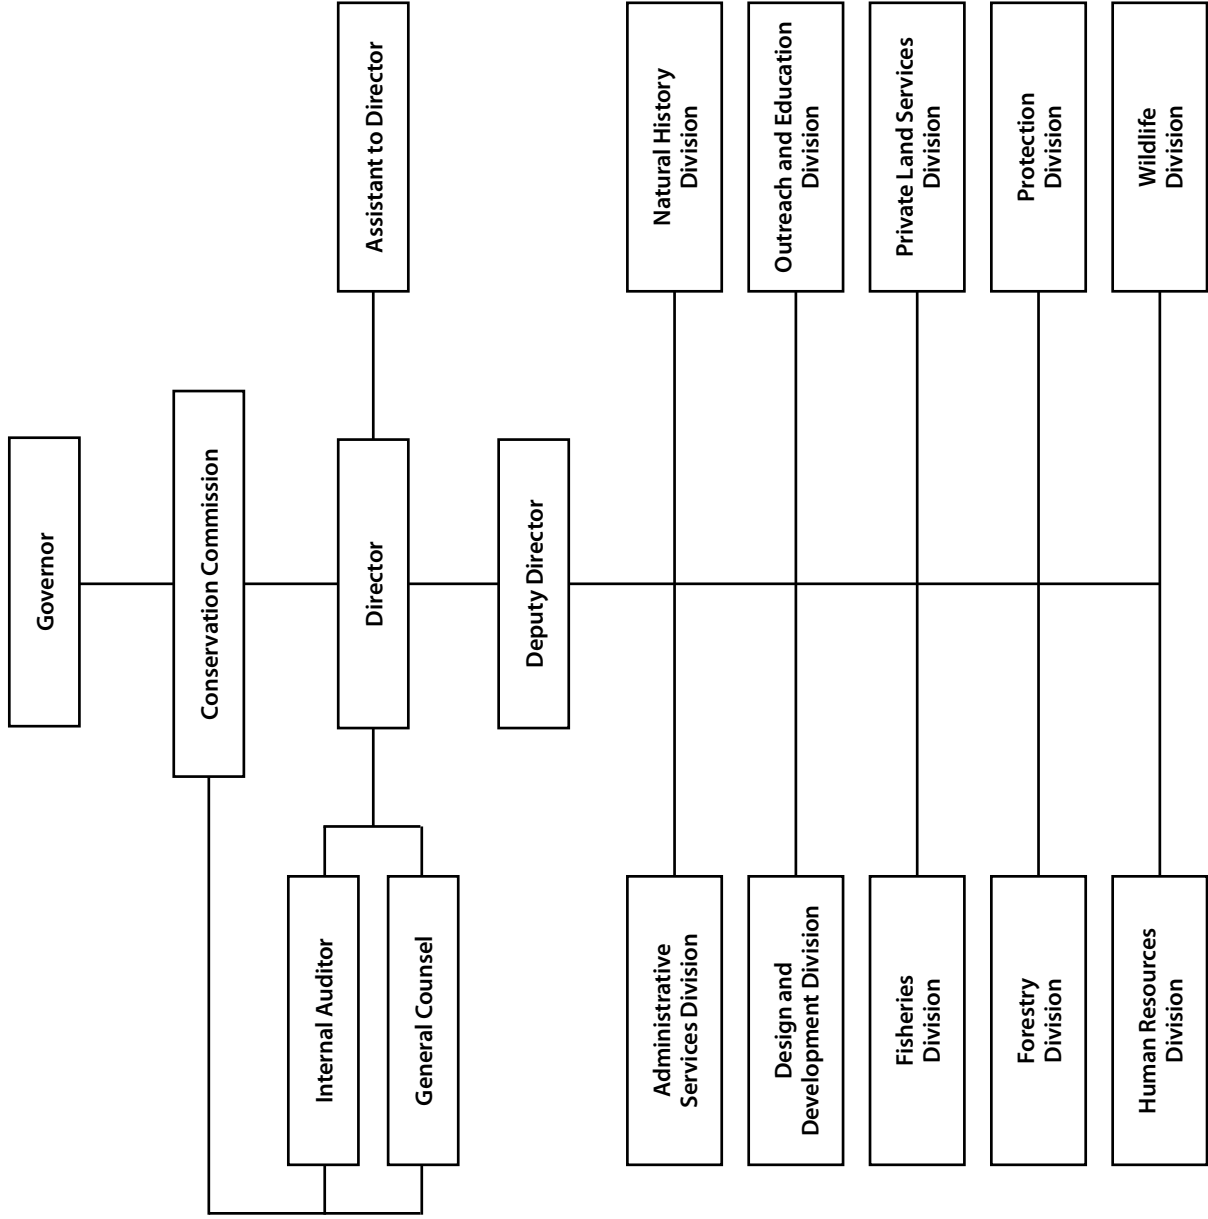 Governor
Conservation Commission
Internal Auditor
General Counsel
Director
Assistant to Director
Deputy Director
Administrative
Services Division
Natural History
Division
Design and
Development Division
Outreach and Education
Division
Fisheries
Division
Private Land Services
Division
Forestry
Division
Protection
Division
Human Resources
Division
Wildlife
Division